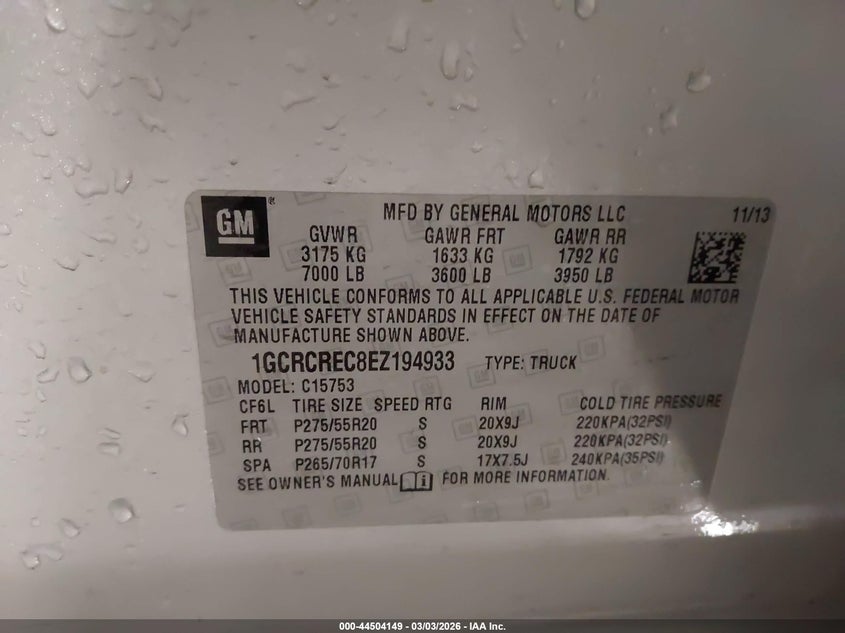 GM ®
MFD BY GENERAL MOTORS LLC 11/13
GVWR GAWR FRT GAWR RR
3175 KG 1633 KG 1792 KG
7000 LB 3600 LB 3950 LB
THIS VEHICLE CONFORMS TO ALL APPLICABLE U.S. FEDERAL MOTOR
VEHICLE SAFETY STANDARDS IN EFFECT ON THE DATE OF
MANUFACTURE SHOWN ABOVE.
1GCRCREC8EZ194933 TYPE: TRUCK
MODEL: C15753
CF6L TIRE SIZE SPEED RTG RIM COLD TIRE PRESSURE
FRT P275/55R20 S 20X9J 220KPA(32PSI)
RR P275/55R20 S 20X9J 220KPA(32PSI)
SPA P265/70R17 S 17X7.5J 240KPA(35PSI)
SEE OWNER'S MANUAL FOR MORE INFORMATION.
000-44504149 - 03/03/2026 - IAA Inc.